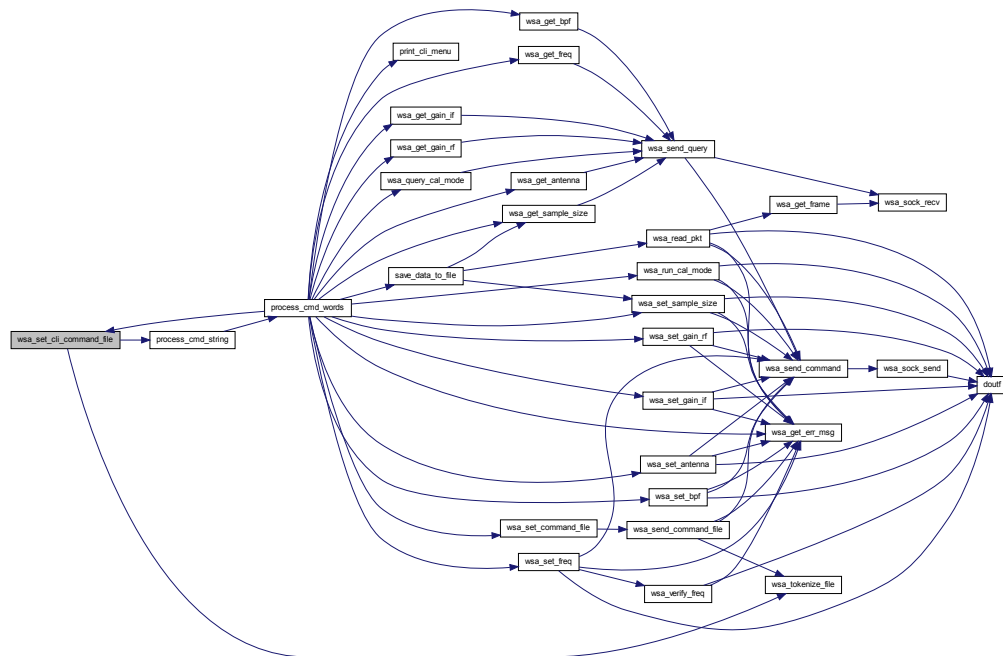 wsa_get_bpf
print_cli_menu
wsa_get_freq
wsa_get_gain_if
wsa_get_gain_rf
wsa_send_query
wsa_query_cal_mode
wsa_get_antenna
wsa_get_frame
wsa_sock_recv
wsa_get_sample_size
wsa_read_pkt
save_data_to_file
wsa_run_cal_mode
process_cmd_words
wsa_set_sample_size
wsa_set_cli_command_file
process_cmd_string
wsa_set_gain_rf
wsa_send_command
wsa_sock_send
doutf
wsa_set_gain_if
wsa_get_err_msg
wsa_set_antenna
wsa_set_bpf
wsa_set_command_file
wsa_send_command_file
wsa_set_freq
wsa_tokenize_file
wsa_verify_freq